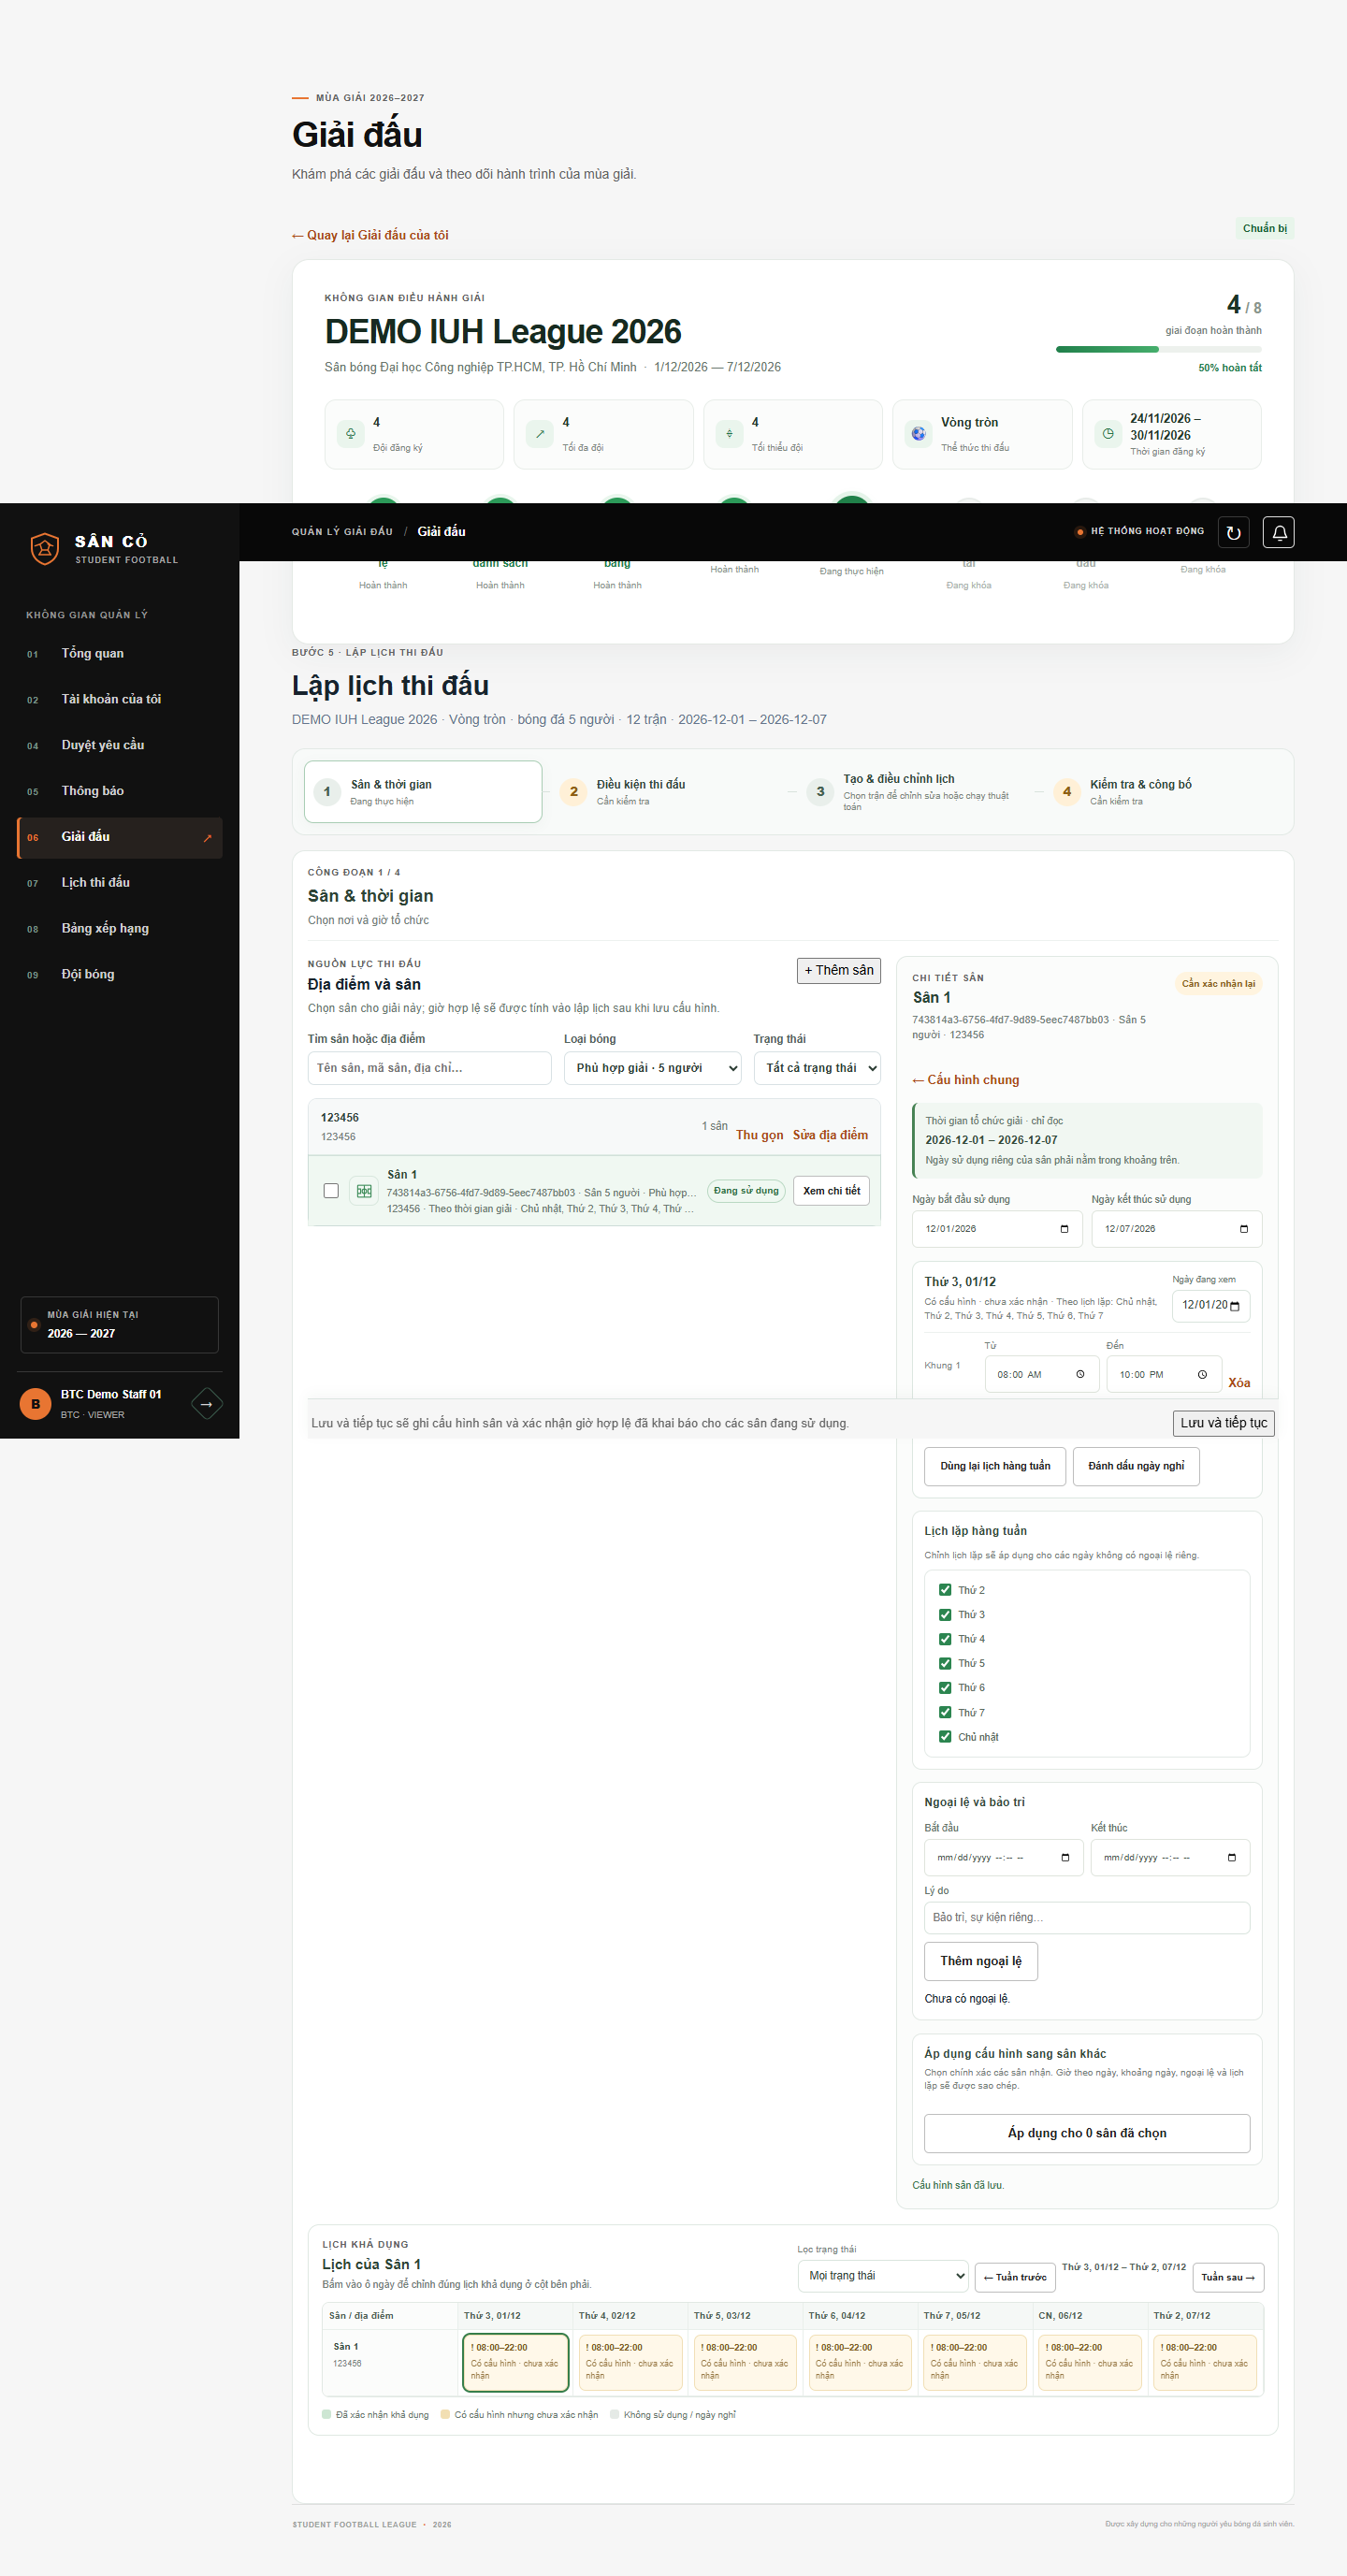 MÙA GIẢI 2026–2027
Giải đấu
Khám phá các giải đấu và theo dõi hành trình của mùa giải.
← Quay lại Giải đấu của tôi
Chuẩn bị
KHÔNG GIAN ĐIỀU HÀNH GIẢI
DEMO IUH League 2026
Sân bóng Đại học Công nghiệp TP.HCM, TP. Hồ Chí Minh · 1/12/2026 — 7/12/2026
4 / 8
giai đoạn hoàn thành
50% hoàn tất
4
Đội đăng ký
4
Tối đa đội
4
Tối thiểu đội
Vòng tròn
Thể thức thi đấu
24/11/2026 –
30/11/2026
Thời gian đăng ký
SÂN CỎ
STUDENT FOOTBALL
QUẢN LÝ GIẢI ĐẤU / Giải đấu
HỆ THỐNG HOẠT ĐỘNG
lệ
Hoàn thành
danh sách
Hoàn thành
bảng
Hoàn thành
Hoàn thành
Đang thực hiện
Đang khóa
đấu
Đang khóa
Đang khóa
KHÔNG GIAN QUẢN LÝ
01 Tổng quan
02 Tài khoản của tôi
04 Duyệt yêu cầu
05 Thông báo
06 Giải đấu ↗
07 Lịch thi đấu
08 Bảng xếp hạng
09 Đội bóng
MÙA GIẢI HIỆN TẠI
2026 — 2027
B
BTC Demo Staff 01
BTC · VIEWER
BƯỚC 5 · LẬP LỊCH THI ĐẤU
Lập lịch thi đấu
DEMO IUH League 2026 · Vòng tròn · bóng đá 5 người · 12 trận · 2026-12-01 – 2026-12-07
1 Sân & thời gian
Đang thực hiện
2 Điều kiện thi đấu
Cần kiểm tra
3 Tạo & điều chỉnh lịch
Chọn trận để chỉnh sửa hoặc chạy thuật
toán
4 Kiểm tra & công bố
Cần kiểm tra
CÔNG ĐOẠN 1 / 4
Sân & thời gian
Chọn nơi và giờ tổ chức
NGUỒN LỰC THI ĐẤU
Địa điểm và sân
+ Thêm sân
Chọn sân cho giải này; giờ hợp lệ sẽ được tính vào lập lịch sau khi lưu cấu hình.
Tìm sân hoặc địa điểm
Tên sân, mã sân, địa chỉ...
Loại bóng
Phù hợp giải · 5 người
Trạng thái
Tất cả trạng thái
123456
123456
1 sân
Thu gọn
Sửa địa điểm
Sân 1
743814a3-6756-4fd7-9d89-5eec7487bb03 · Sân 5 người · Phù hợp...
123456 · Theo thời gian giải · Chủ nhật, Thứ 2, Thứ 3, Thứ 4, Thứ ...
Đang sử dụng
Xem chi tiết
CHI TIẾT SÂN
Sân 1
Cần xác nhận lại
743814a3-6756-4fd7-9d89-5eec7487bb03 · Sân 5
người · 123456
← Cấu hình chung
Thời gian tổ chức giải · chỉ đọc
2026-12-01 – 2026-12-07
Ngày sử dụng riêng của sân phải nằm trong khoảng trên.
Ngày bắt đầu sử dụng
12/01/2026
Ngày kết thúc sử dụng
12/07/2026
Thứ 3, 01/12
Có cấu hình · chưa xác nhận · Theo lịch lặp: Chủ nhật,
Thứ 2, Thứ 3, Thứ 4, Thứ 5, Thứ 6, Thứ 7
Ngày đang xem
12/01/20
Khung 1
Từ
08:00 AM
Đến
10:00 PM
Xóa
Lưu và tiếp tục sẽ ghi cấu hình sân và xác nhận giờ hợp lệ đã khai báo cho các sân đang sử dụng.
Lưu và tiếp tục
Dùng lại lịch hàng tuần
Đánh dấu ngày nghỉ
Lịch lặp hàng tuần
Chỉnh lịch lặp sẽ áp dụng cho các ngày không có ngoại lệ riêng.
Thứ 2
Thứ 3
Thứ 4
Thứ 5
Thứ 6
Thứ 7
Chủ nhật
Ngoại lệ và bảo trì
Bắt đầu
mm/dd/yyyy --:-- --
Kết thúc
mm/dd/yyyy --:-- --
Lý do
Bảo trì, sự kiện riêng...
Thêm ngoại lệ
Chưa có ngoại lệ.
Áp dụng cấu hình sang sân khác
Chọn chính xác các sân nhận. Giờ theo ngày, khoảng ngày, ngoại lệ và lịch
lặp sẽ được sao chép.
Áp dụng cho 0 sân đã chọn
Cấu hình sân đã lưu.
LỊCH KHẢ DỤNG
Lịch của Sân 1
Bấm vào ô ngày để chỉnh đúng lịch khả dụng ở cột bên phải.
Lọc trạng thái
Mọi trạng thái
← Tuần trước
Thứ 3, 01/12 – Thứ 2, 07/12
Tuần sau →
Sân / địa điểm
Thứ 3, 01/12
Thứ 4, 02/12
Thứ 5, 03/12
Thứ 6, 04/12
Thứ 7, 05/12
CN, 06/12
Thứ 2, 07/12
Sân 1
123456
! 08:00–22:00
Có cấu hình · chưa xác
nhận
! 08:00–22:00
Có cấu hình · chưa xác
nhận
! 08:00–22:00
Có cấu hình · chưa xác
nhận
! 08:00–22:00
Có cấu hình · chưa xác
nhận
! 08:00–22:00
Có cấu hình · chưa xác
nhận
! 08:00–22:00
Có cấu hình · chưa xác
nhận
! 08:00–22:00
Có cấu hình · chưa xác
nhận
Đã xác nhận khả dụng
Có cấu hình nhưng chưa xác nhận
Không sử dụng / ngày nghỉ
STUDENT FOOTBALL LEAGUE • 2026
Được xây dựng cho những người yêu bóng đá sinh viên.